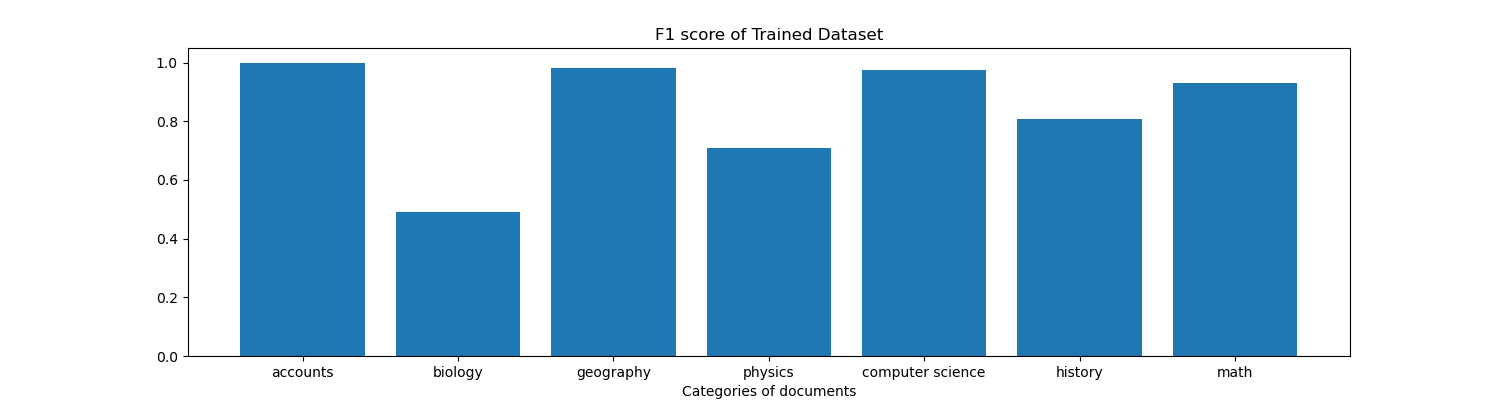 F1 score of Trained Dataset
1.0
0.8
0.6
0.4
0.2
0.0
accounts biology geography physics computer science history math
Categories of documents